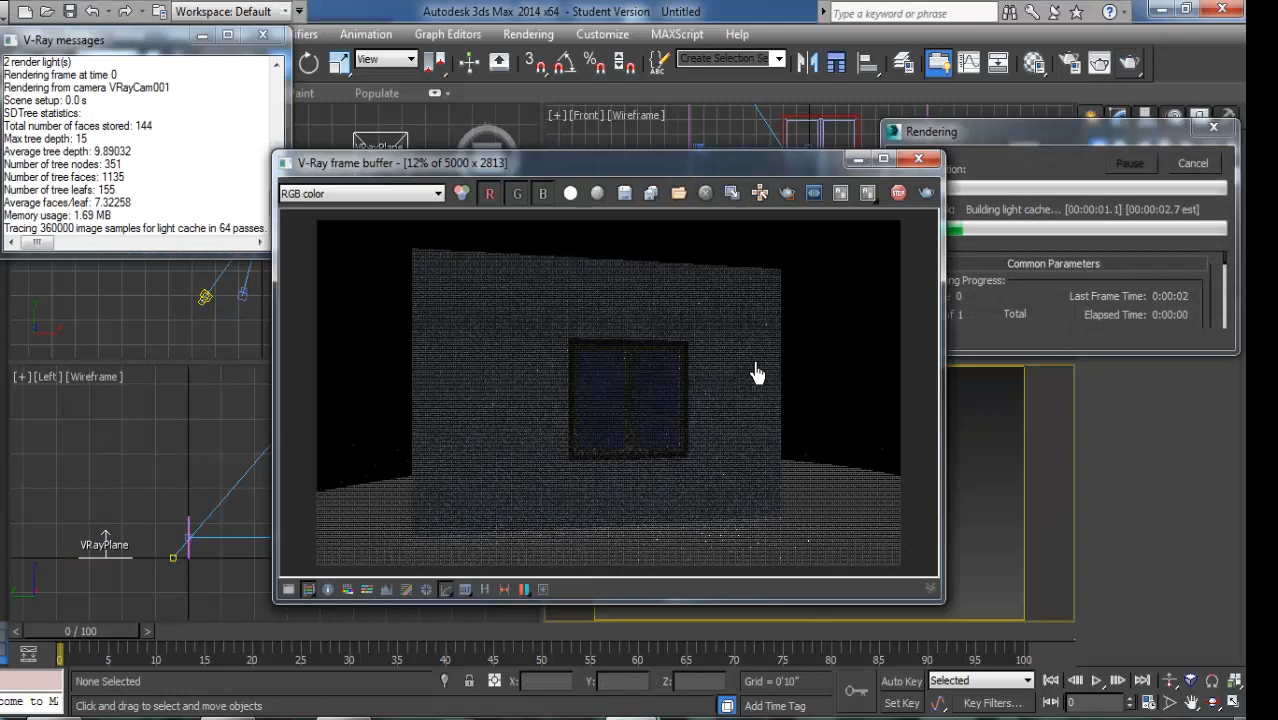 Workspace: Default
Autodesk 3ds Max 2014 x64 - Student Version    Untitled
Type a keyword or phrase
V-Ray messages
Animation
Graph Editors
Rendering
Customize
MAXScript
Help
2 render light(s)
Rendering frame at time 0
Rendering from camera VRayCam001
Scene setup: 0.0 s
SDTree statistics:
Total number of faces stored: 144
Max tree depth: 15
Average tree depth: 9.89032
Number of tree nodes: 351
Number of tree faces: 1135
Number of tree leafs: 155
Average faces/leaf: 7.32258
Memory usage: 1.69 MB
Tracing 360000 image samples for light cache in 64 passes.
View
Create Selection Se
Populate
[+] [Front] [Wireframe]
VRayPlane
Rendering
V-Ray frame buffer - [12% of 5000 x 2813]
Pause
Cancel
RGB color
R
G
B
Building light cache... [00:00:01.1] [00:00:02.7 est]
Common Parameters
ng Progress:
0
Last Frame Time: 0:00:02
of 1
Total
Elapsed Time: 0:00:00
[+] [Left] [Wireframe]
VRayPlane
H
0 / 100
0 5 10 15 20 25 30 35 40 45 50 55 60 65 70 75 80 85 90 95 100
None Selected
X:
Y:
Z:
Grid = 0'10"
Auto Key
Selected
Click and drag to select and move objects
Add Time Tag
Set Key
Key Filters...
0